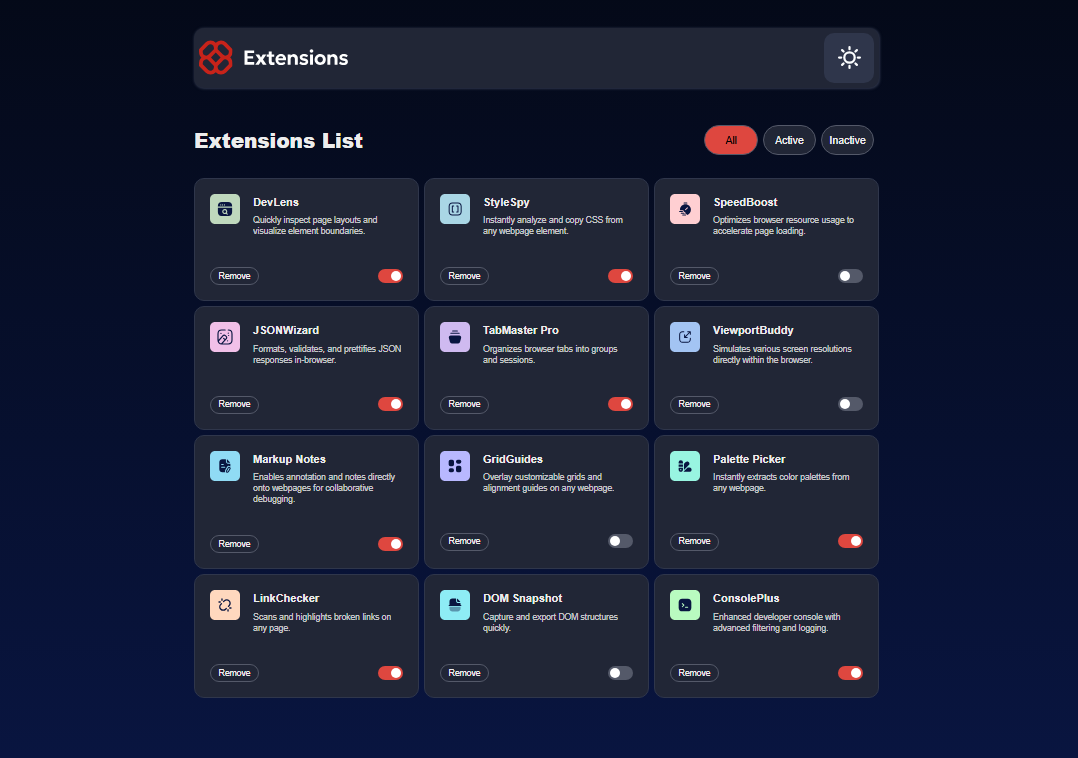 Extensions
Extensions List
All
Active
Inactive
DevLens
Quickly inspect page layouts and
visualize element boundaries.
Remove
StyleSpy
Instantly analyze and copy CSS from
any webpage element.
Remove
SpeedBoost
Optimizes browser resource usage to
accelerate page loading.
Remove
JSONWizard
Formats, validates, and prettifies JSON
responses in-browser.
Remove
TabMaster Pro
Organizes browser tabs into groups
and sessions.
Remove
ViewportBuddy
Simulates various screen resolutions
directly within the browser.
Remove
Markup Notes
Enables annotation and notes directly
onto webpages for collaborative
debugging.
Remove
GridGuides
Overlay customizable grids and
alignment guides on any webpage.
Remove
Palette Picker
Instantly extracts color palettes from
any webpage.
Remove
LinkChecker
Scans and highlights broken links on
any page.
Remove
DOM Snapshot
Capture and export DOM structures
quickly.
Remove
ConsolePlus
Enhanced developer console with
advanced filtering and logging.
Remove